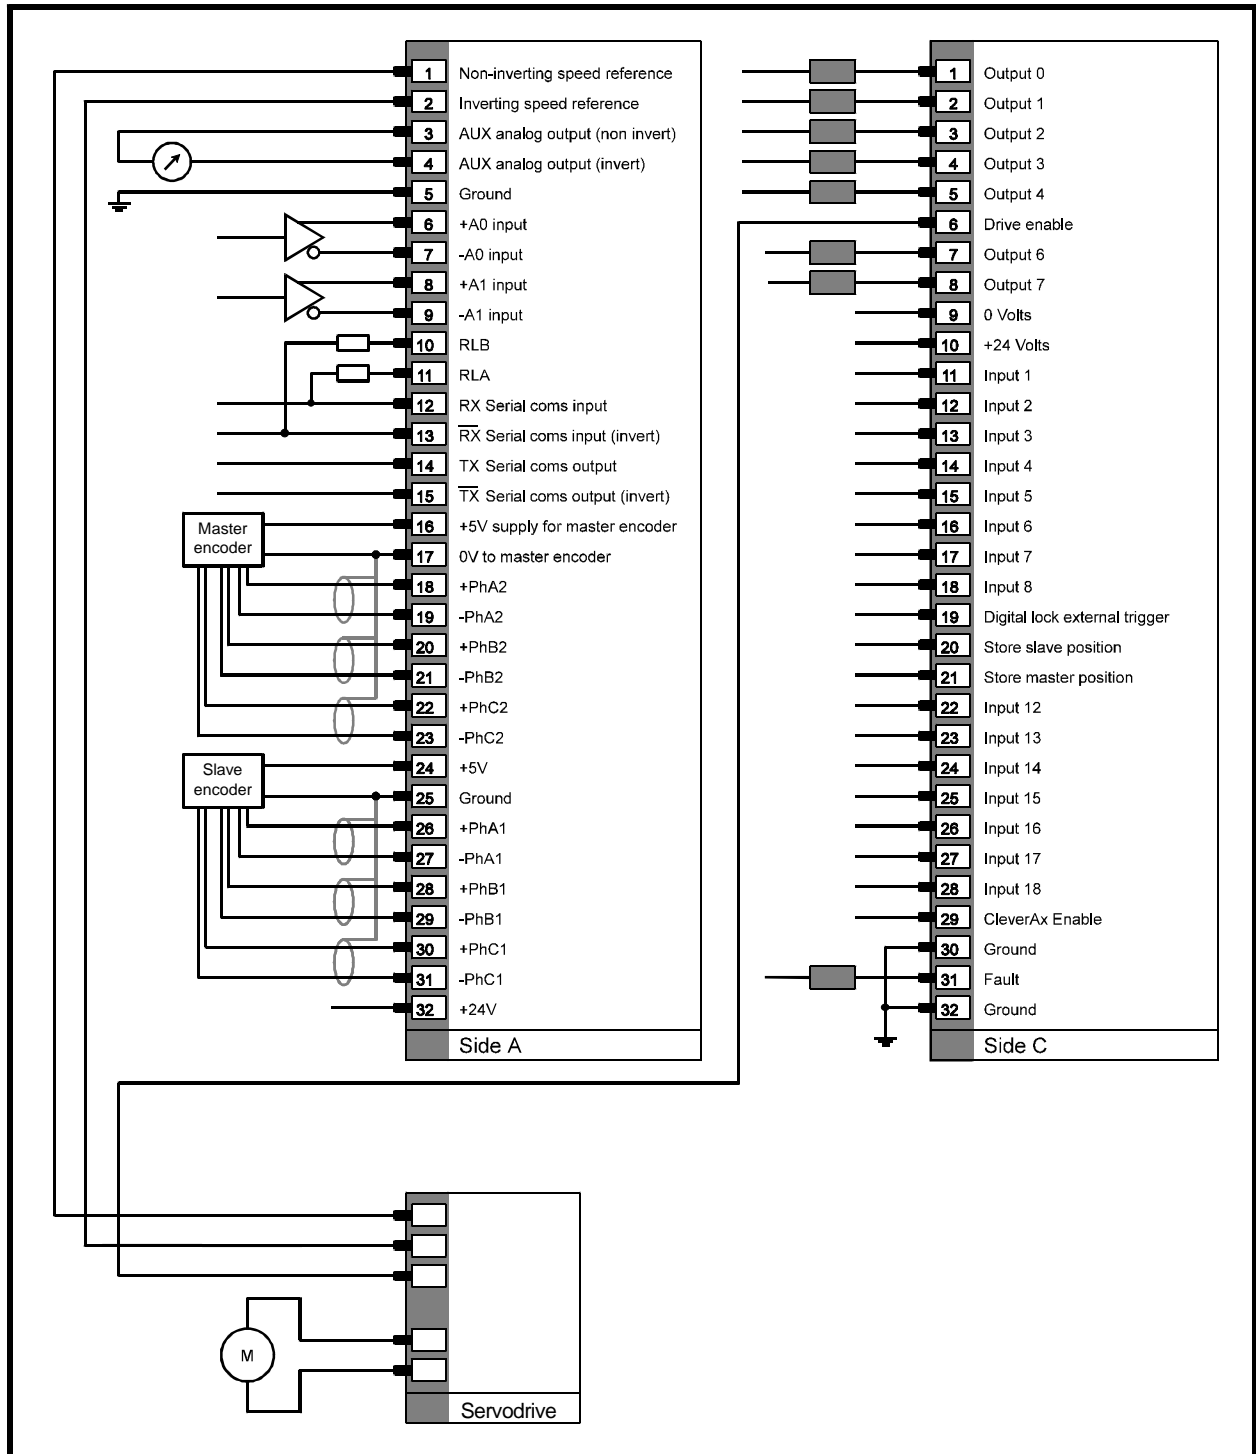 1 Non-inverting speed reference
2 Inverting speed reference
3 AUX analog output (non invert)
4 AUX analog output (invert)
5 Ground
6 +A0 input
7 -A0 input
8 +A1 input
9 -A1 input
10 RLB
11 RLA
12 RX Serial coms input
13 R̅X̅ Serial coms input (invert)
14 TX Serial coms output
15 T̅X̅ Serial coms output (invert)
Master
encoder
16 +5V supply for master encoder
17 0V to master encoder
18 +PhA2
19 -PhA2
20 +PhB2
21 -PhB2
22 +PhC2
23 -PhC2
Slave
encoder
24 +5V
25 Ground
26 +PhA1
27 -PhA1
28 +PhB1
29 -PhB1
30 +PhC1
31 -PhC1
32 +24V
Side A
1 Output 0
2 Output 1
3 Output 2
4 Output 3
5 Output 4
6 Drive enable
7 Output 6
8 Output 7
9 0 Volts
10 +24 Volts
11 Input 1
12 Input 2
13 Input 3
14 Input 4
15 Input 5
16 Input 6
17 Input 7
18 Input 8
19 Digital lock external trigger
20 Store slave position
21 Store master position
22 Input 12
23 Input 13
24 Input 14
25 Input 15
26 Input 16
27 Input 17
28 Input 18
29 CleverAx Enable
30 Ground
31 Fault
32 Ground
Side C
M
Servodrive